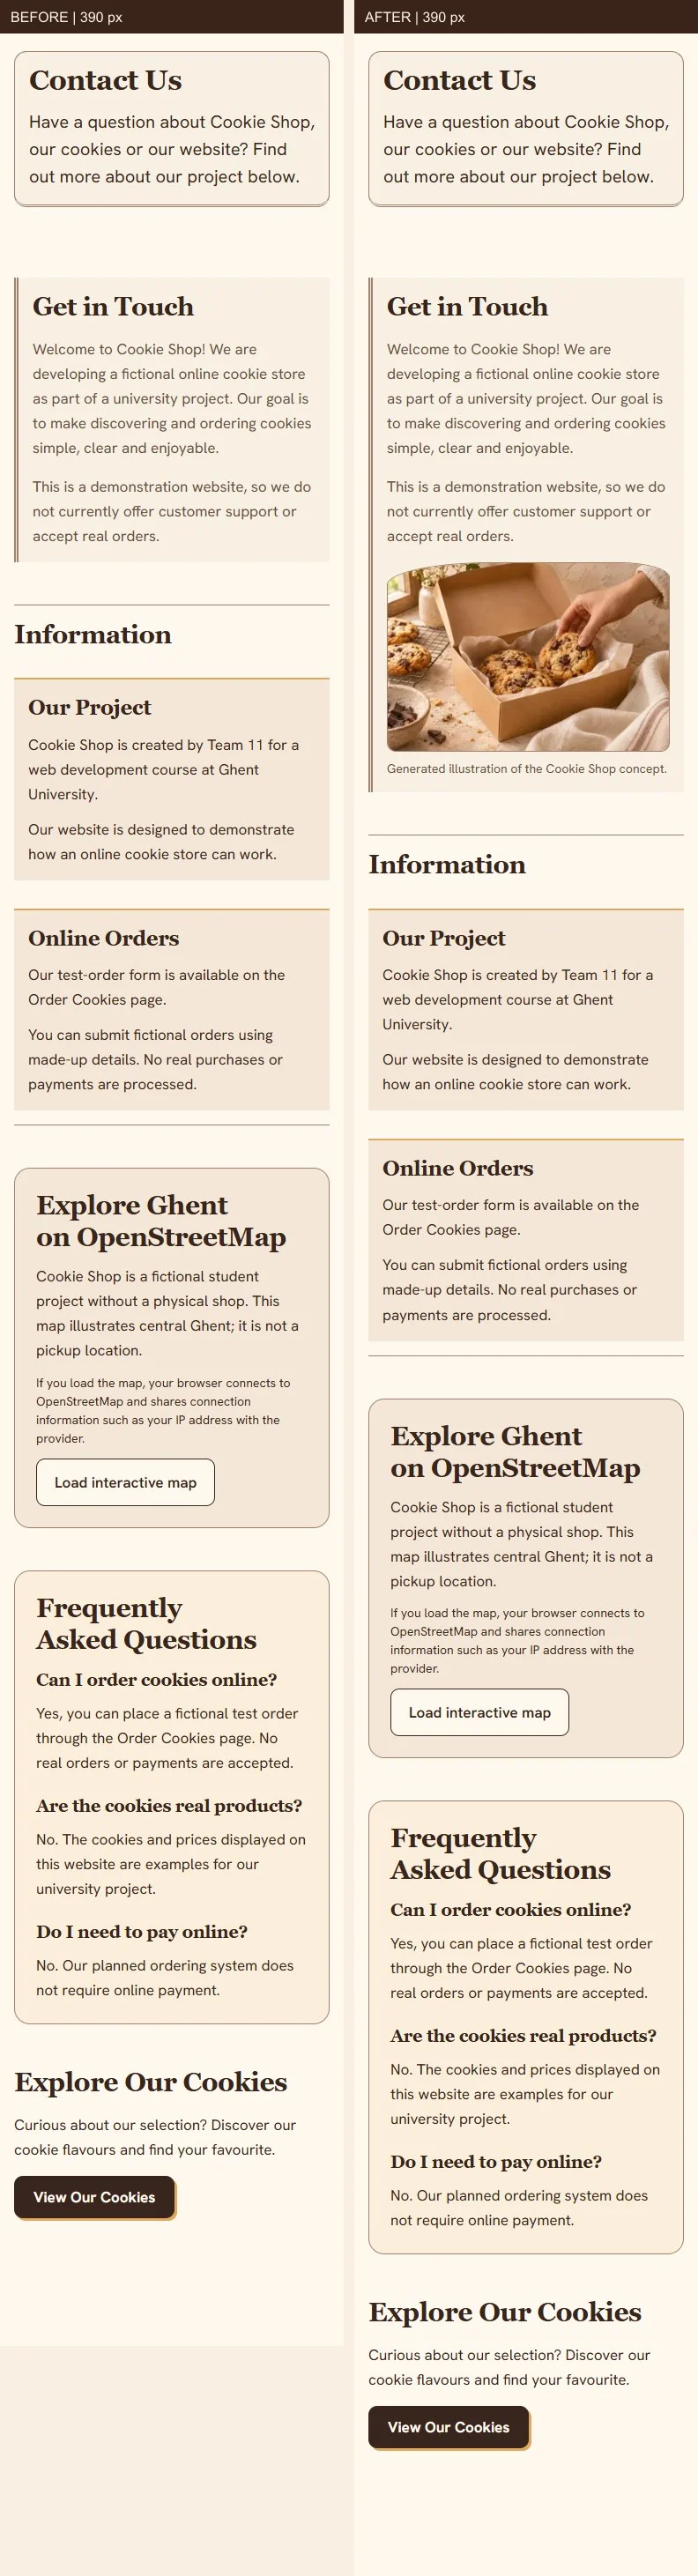 BEFORE | 390 px
Contact Us
Have a question about Cookie Shop,
our cookies or our website? Find
out more about our project below.
Get in Touch
Welcome to Cookie Shop! We are
developing a fictional online cookie store
as part of a university project. Our goal is
to make discovering and ordering cookies
simple, clear and enjoyable.
This is a demonstration website, so we do
not currently offer customer support or
accept real orders.
Information
Our Project
Cookie Shop is created by Team 11 for a
web development course at Ghent
University.
Our website is designed to demonstrate
how an online cookie store can work.
Online Orders
Our test-order form is available on the
Order Cookies page.
You can submit fictional orders using
made-up details. No real purchases or
payments are processed.
Explore Ghent
on OpenStreetMap
Cookie Shop is a fictional student
project without a physical shop. This
map illustrates central Ghent; it is not a
pickup location.
If you load the map, your browser connects to
OpenStreetMap and shares connection
information such as your IP address with the
provider.
Load interactive map
Frequently
Asked Questions
Can I order cookies online?
Yes, you can place a fictional test order
through the Order Cookies page. No
real orders or payments are accepted.
Are the cookies real products?
No. The cookies and prices displayed on
this website are examples for our
university project.
Do I need to pay online?
No. Our planned ordering system does
not require online payment.
Explore Our Cookies
Curious about our selection? Discover our
cookie flavours and find your favourite.
View Our Cookies
AFTER | 390 px
Contact Us
Have a question about Cookie Shop,
our cookies or our website? Find
out more about our project below.
Get in Touch
Welcome to Cookie Shop! We are
developing a fictional online cookie store
as part of a university project. Our goal is
to make discovering and ordering cookies
simple, clear and enjoyable.
This is a demonstration website, so we do
not currently offer customer support or
accept real orders.
Generated illustration of the Cookie Shop concept.
Information
Our Project
Cookie Shop is created by Team 11 for a
web development course at Ghent
University.
Our website is designed to demonstrate
how an online cookie store can work.
Online Orders
Our test-order form is available on the
Order Cookies page.
You can submit fictional orders using
made-up details. No real purchases or
payments are processed.
Explore Ghent
on OpenStreetMap
Cookie Shop is a fictional student
project without a physical shop. This
map illustrates central Ghent; it is not a
pickup location.
If you load the map, your browser connects to
OpenStreetMap and shares connection
information such as your IP address with the
provider.
Load interactive map
Frequently
Asked Questions
Can I order cookies online?
Yes, you can place a fictional test order
through the Order Cookies page. No
real orders or payments are accepted.
Are the cookies real products?
No. The cookies and prices displayed on
this website are examples for our
university project.
Do I need to pay online?
No. Our planned ordering system does
not require online payment.
Explore Our Cookies
Curious about our selection? Discover our
cookie flavours and find your favourite.
View Our Cookies